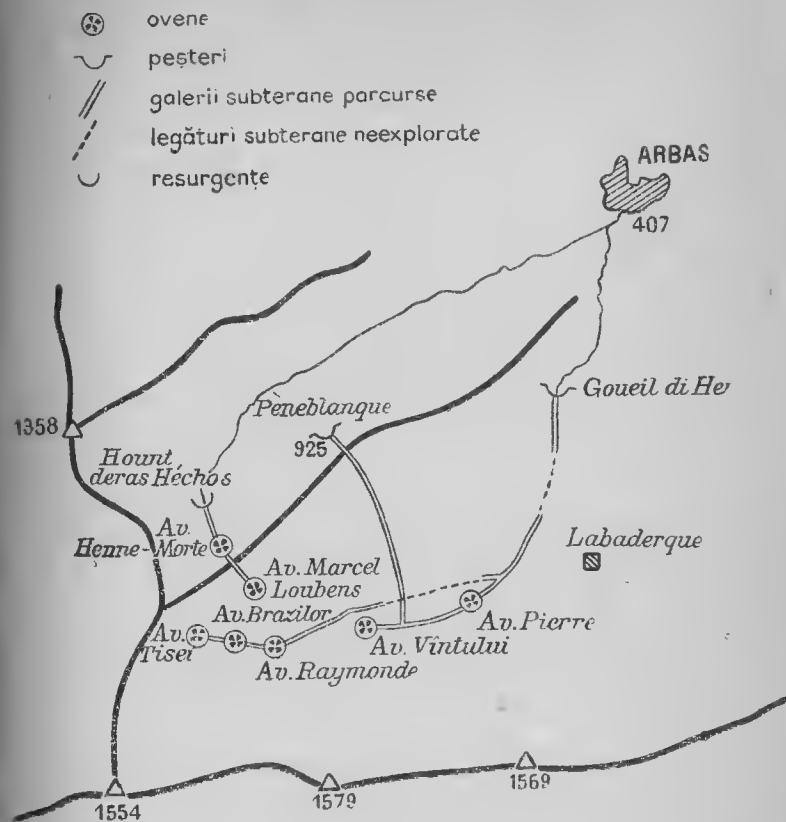 ovene
peșteri
galerii subterane parcurse
legături subterane neexplorate
resurgențe
ARBAS
407
Goueil di Her
Pèneblanque
925
1358
Hount
deras Héchos
Av.
Henne-Morte
Av. Marcel
Loubens
Labaderque
Av. Brazilor
Av.
Tisei
Av. Raymonde
Av. Vîntului
Av. Pierre
1554
1579
1569